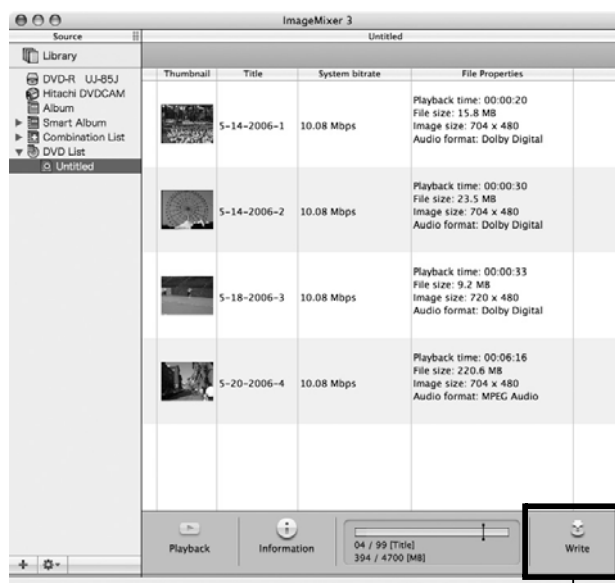 ImageMixer 3
Source
Untitled
Library
DVD-R UJ-85J
Hitachi DVDCAM
Album
Smart Album
Combination List
DVD List
Untitled
Thumbnail Title System bitrate File Properties
5-14-2006-1 10.08 Mbps
Playback time: 00:00:20
File size: 15.8 MB
Image size: 704 x 480
Audio format: Dolby Digital
5-14-2006-2 10.08 Mbps
Playback time: 00:00:30
File size: 23.5 MB
Image size: 704 x 480
Audio format: Dolby Digital
5-18-2006-3 10.08 Mbps
Playback time: 00:00:33
File size: 9.2 MB
Image size: 720 x 480
Audio format: Dolby Digital
5-20-2006-4 10.08 Mbps
Playback time: 00:06:16
File size: 220.6 MB
Image size: 704 x 480
Audio format: MPEG Audio
Playback
Information
04 / 99 [Title]
394 / 4700 [MB]
Write